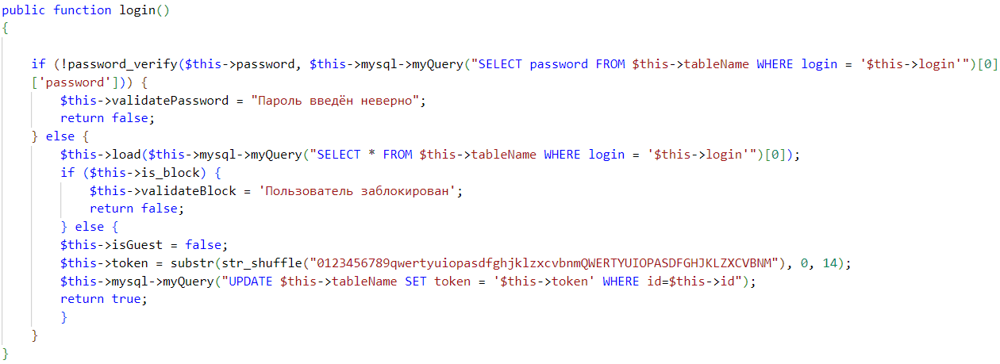 public function login()
{
if (!password_verify($this->password, $this->mysql->myQuery("SELECT password FROM $this->tableName WHERE login = '$this->login'")[0]
['password'])) {
$this->validatePassword = "Пароль введён неверно";
return false;
} else {
$this->load($this->mysql->myQuery("SELECT * FROM $this->tableName WHERE login = '$this->login'")[0]);
if ($this->is_block) {
$this->validateBlock = 'Пользователь заблокирован';
return false;
} else {
$this->isGuest = false;
$this->token = substr(str_shuffle("0123456789qwertyuiopasdfghjklzxcvbnmQWERTYUIOPASDFGHJKLZXCVBNM"), 0, 14);
$this->mysql->myQuery("UPDATE $this->tableName SET token = '$this->token' WHERE id=$this->id");
return true;
}
}
}